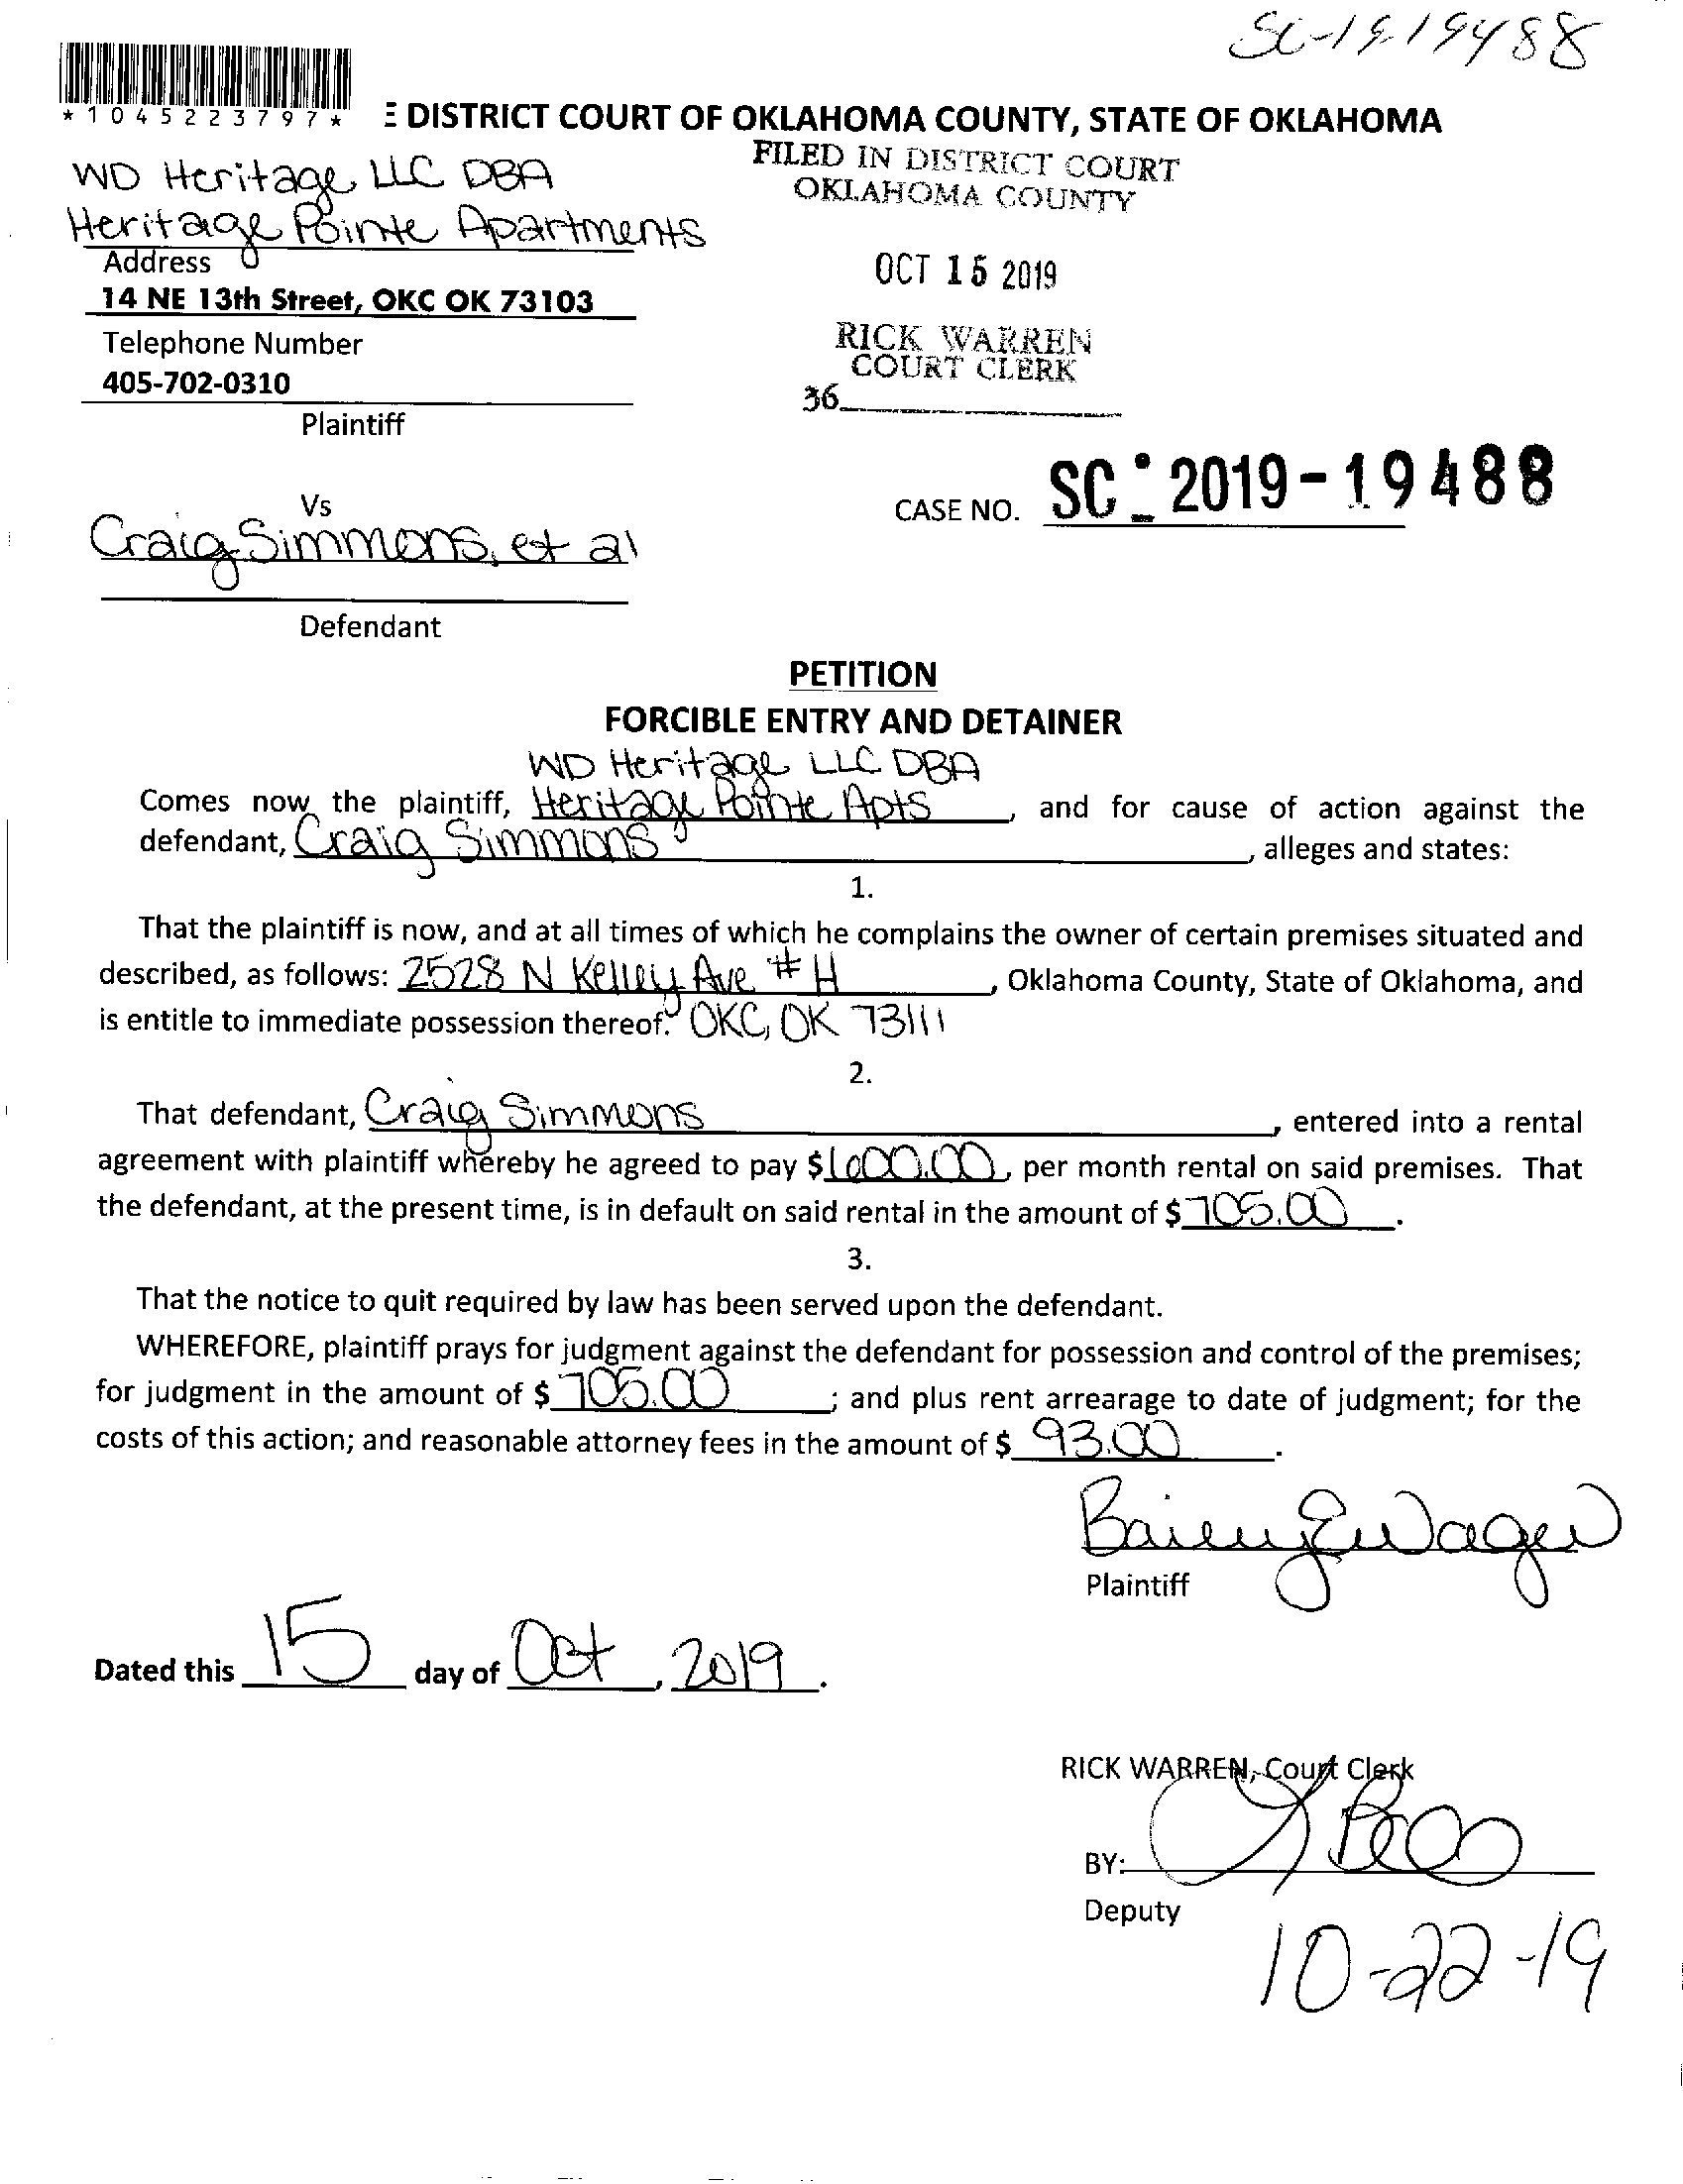 SC-19-19488
*1045223797*
E DISTRICT COURT OF OKLAHOMA COUNTY, STATE OF OKLAHOMA
FILED IN DISTRICT COURT
OKLAHOMA COUNTY
WD Heritage LLC DBA
Heritage Pointe Apartments
Address
14 NE 13th Street, OKC OK 73103
Telephone Number
405-702-0310
Plaintiff
OCT 15 2019
RICK WARREN
COURT CLERK
36
CASE NO. SC - 2019-19488
Vs
Craig Simmons, et al
Defendant
PETITION
FORCIBLE ENTRY AND DETAINER
WD Heritage LLC DBA
Comes now the plaintiff, Heritage Pointe Apts, and for cause of action against the
defendant, Craig Simmons, alleges and states:
1.
That the plaintiff is now, and at all times of which he complains the owner of certain premises situated and
described, as follows: 2528 N Kelley Ave # H, Oklahoma County, State of Oklahoma, and
is entitle to immediate possession thereof. OKC, OK 73111
2.
That defendant, Craig Simmons, entered into a rental
agreement with plaintiff whereby he agreed to pay $600.00, per month rental on said premises. That
the defendant, at the present time, is in default on said rental in the amount of $705.00.
3.
That the notice to quit required by law has been served upon the defendant.
WHEREFORE, plaintiff prays for judgment against the defendant for possession and control of the premises;
for judgment in the amount of $705.00; and plus rent arrearage to date of judgment; for the
costs of this action; and reasonable attorney fees in the amount of $ 93.00.
Plaintiff
Dated this 15 day of Oct, 2019.
RICK WARREN, Court Clerk
BY:
Deputy
10-22-19